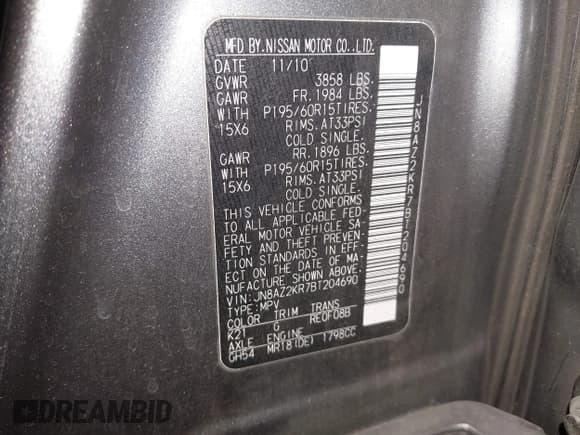 MFD BY.NISSAN MOTOR CO.,LTD.
DATE 11/10
GVWR 3858 LBS.
GAWR FR.1984 LBS.
WITH P195/60R15TIRES.
15X6 RIMS.AT33PSI
COLD SINGLE.
GAWR RR.1896 LBS.
WITH P195/60R15TIRES.
15X6 RIMS.AT33PSI
COLD SINGLE.
THIS VEHICLE CONFORMS
TO ALL APPLICABLE FED-
ERAL MOTOR VEHICLE SA-
FETY AND THEFT PREVEN-
TION STANDARDS IN EFF-
ECT ON THE DATE OF MA-
NUFACTURE SHOWN ABOVE.
VIN:JN8AZ2KR7BT204690
TYPE:MPV
COLOR TRIM TRANS
K21 G RE0F08B
AXLE ENGINE
GH54 MR18(DE) 1798CC
JN8AZ2KR7BT204690
DREAMBID